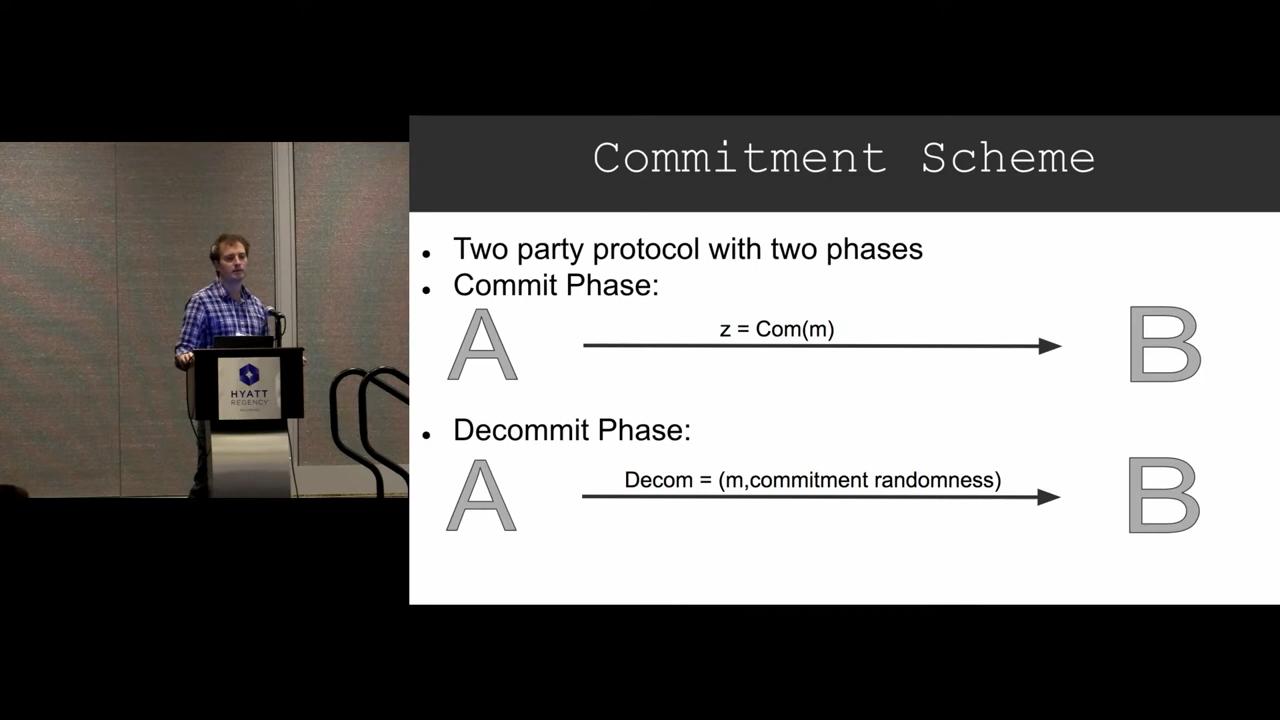 Commitment Scheme
• Two party protocol with two phases
• Commit Phase:
A
z = Com(m)
B
• Decommit Phase:
A
Decom = (m,commitment randomness)
B
HYATT
REGENCY